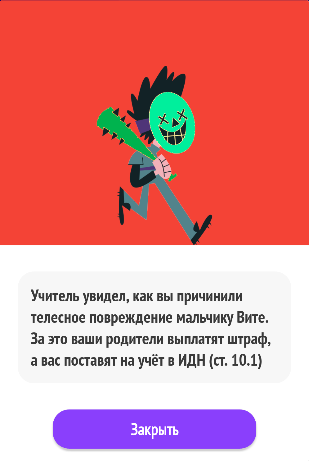 Учитель увидел, как вы причинили
телесное повреждение мальчику Вите.
За это ваши родители выплатят штраф,
а вас поставят на учёт в ИДН (ст. 10.1)
Закрыть